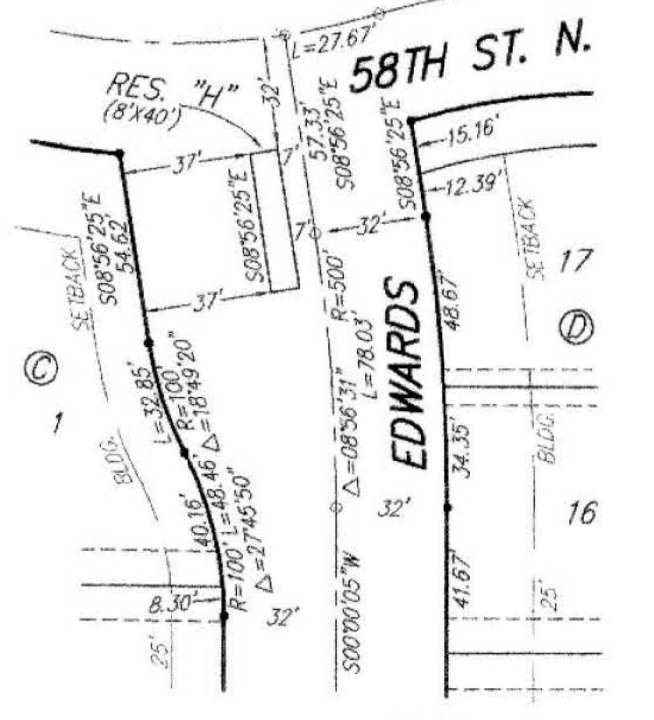 L=27.67'
58TH ST. N.
RES. "H"
(8'X40')
32'
57.33'
S08°56'25"E
S08°56'25"E
15.16'
12.39'
37'
7'
S08°56'25"E
54.62'
S08°56'25"E
7'
32'
SETBACK
SETBACK
17
37'
R=500'
L=78.03'
Δ=08°56'31"
EDWARDS
48.67'
D
C
1
L=32.85'
R=100'
Δ=18°49'20"
BLDG.
BLDG.
34.35'
40.16'
L=48.46'
R=100'
Δ=27°45'50"
32'
16
8.30'
32'
S00°00'05"W
41.67'
25'
25'